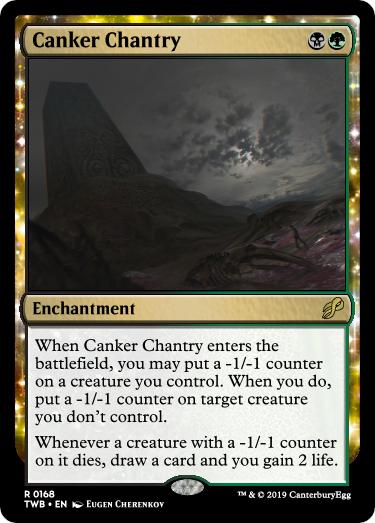 Canker Chantry
Enchantment
When Canker Chantry enters the
battlefield, you may put a -1/-1 counter
on a creature you control. When you do,
put a -1/-1 counter on target creature
you don't control.
Whenever a creature with a -1/-1 counter
on it dies, draw a card and you gain 2 life.
R 0168
TWB • EN Eugen Cherenkov
™ & © 2019 CanterburyEgg